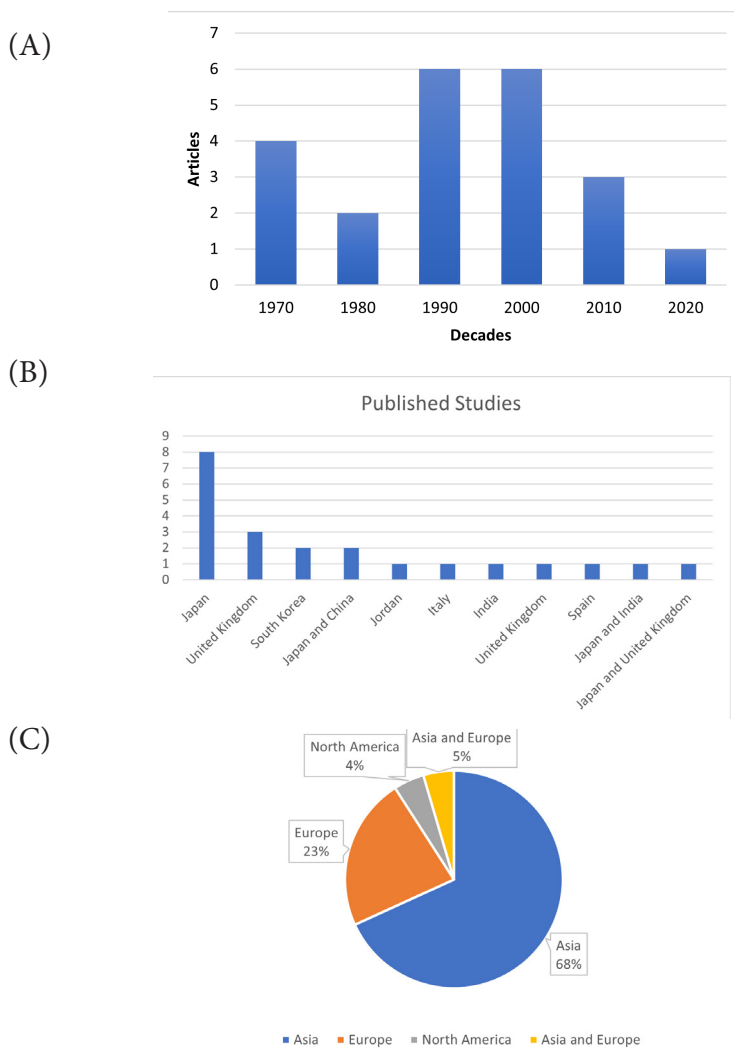 (A)
7
6
5
4
3
2
1
0
Articles
1970 1980 1990 2000 2010 2020
Decades
(B)
Published Studies
9
8
7
6
5
4
3
2
1
0
Japan
United Kingdom
South Korea
Japan and China
Jordan
Italy
India
United Kingdom
Spain
Japan and India
Japan and United Kingdom
(C)
North America
4%
Asia and Europe
5%
Europe
23%
Asia
68%
Asia Europe North America Asia and Europe